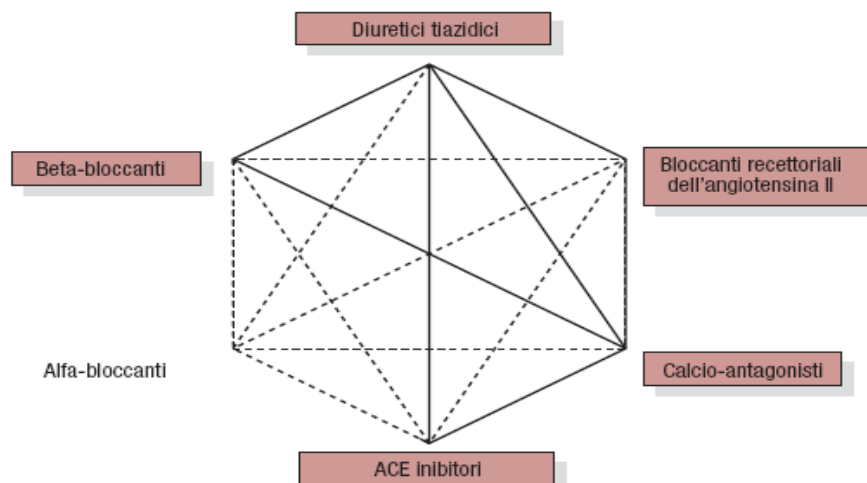 Diuretici tiazidici
Beta-bloccanti
Bloccanti recettoriali
dell'angiotensina II
Alfa-bloccanti
Calcio-antagonisti
ACE inibitori